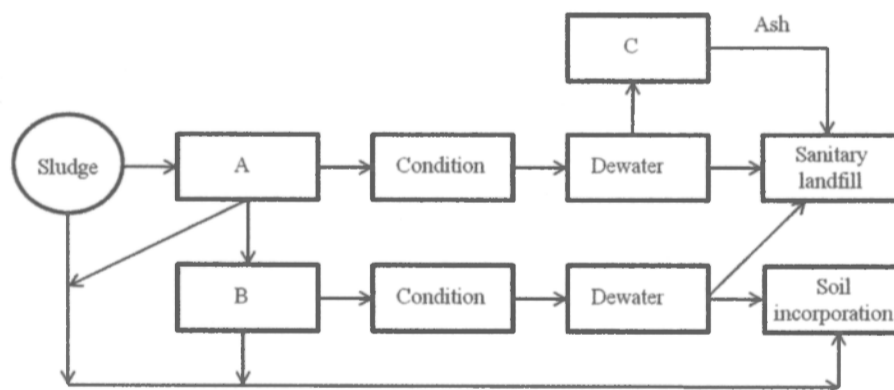 C
Ash
Sludge
A
Condition
Dewater
Sanitary
landfill
B
Condition
Dewater
Soil
incorporation